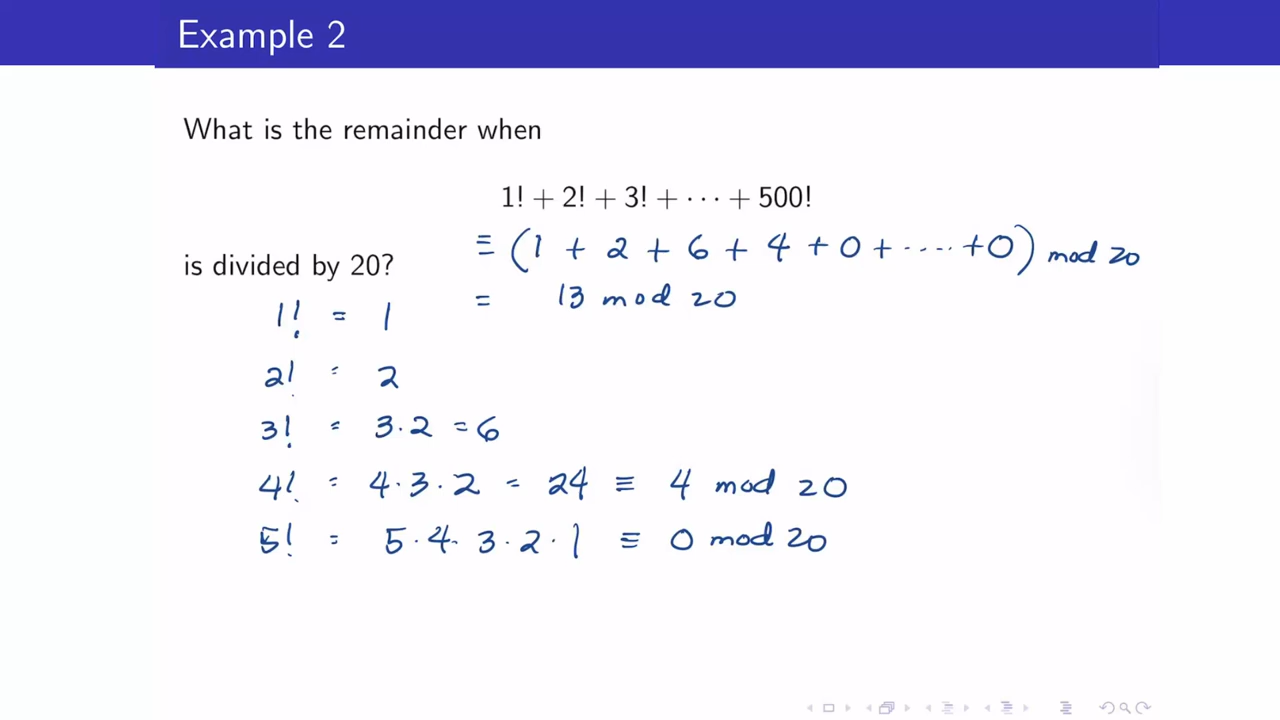 Example 2
What is the remainder when
1! + 2! + 3! + ··· + 500!
≡ (1 + 2 + 6 + 4 + 0 + ···· + 0) mod 20
is divided by 20?
= 13 mod 20
1! = 1
2! = 2
3! = 3·2 = 6
4! = 4·3·2 = 24 ≡ 4 mod 20
5! = 5·4·3·2·1 ≡ 0 mod 20